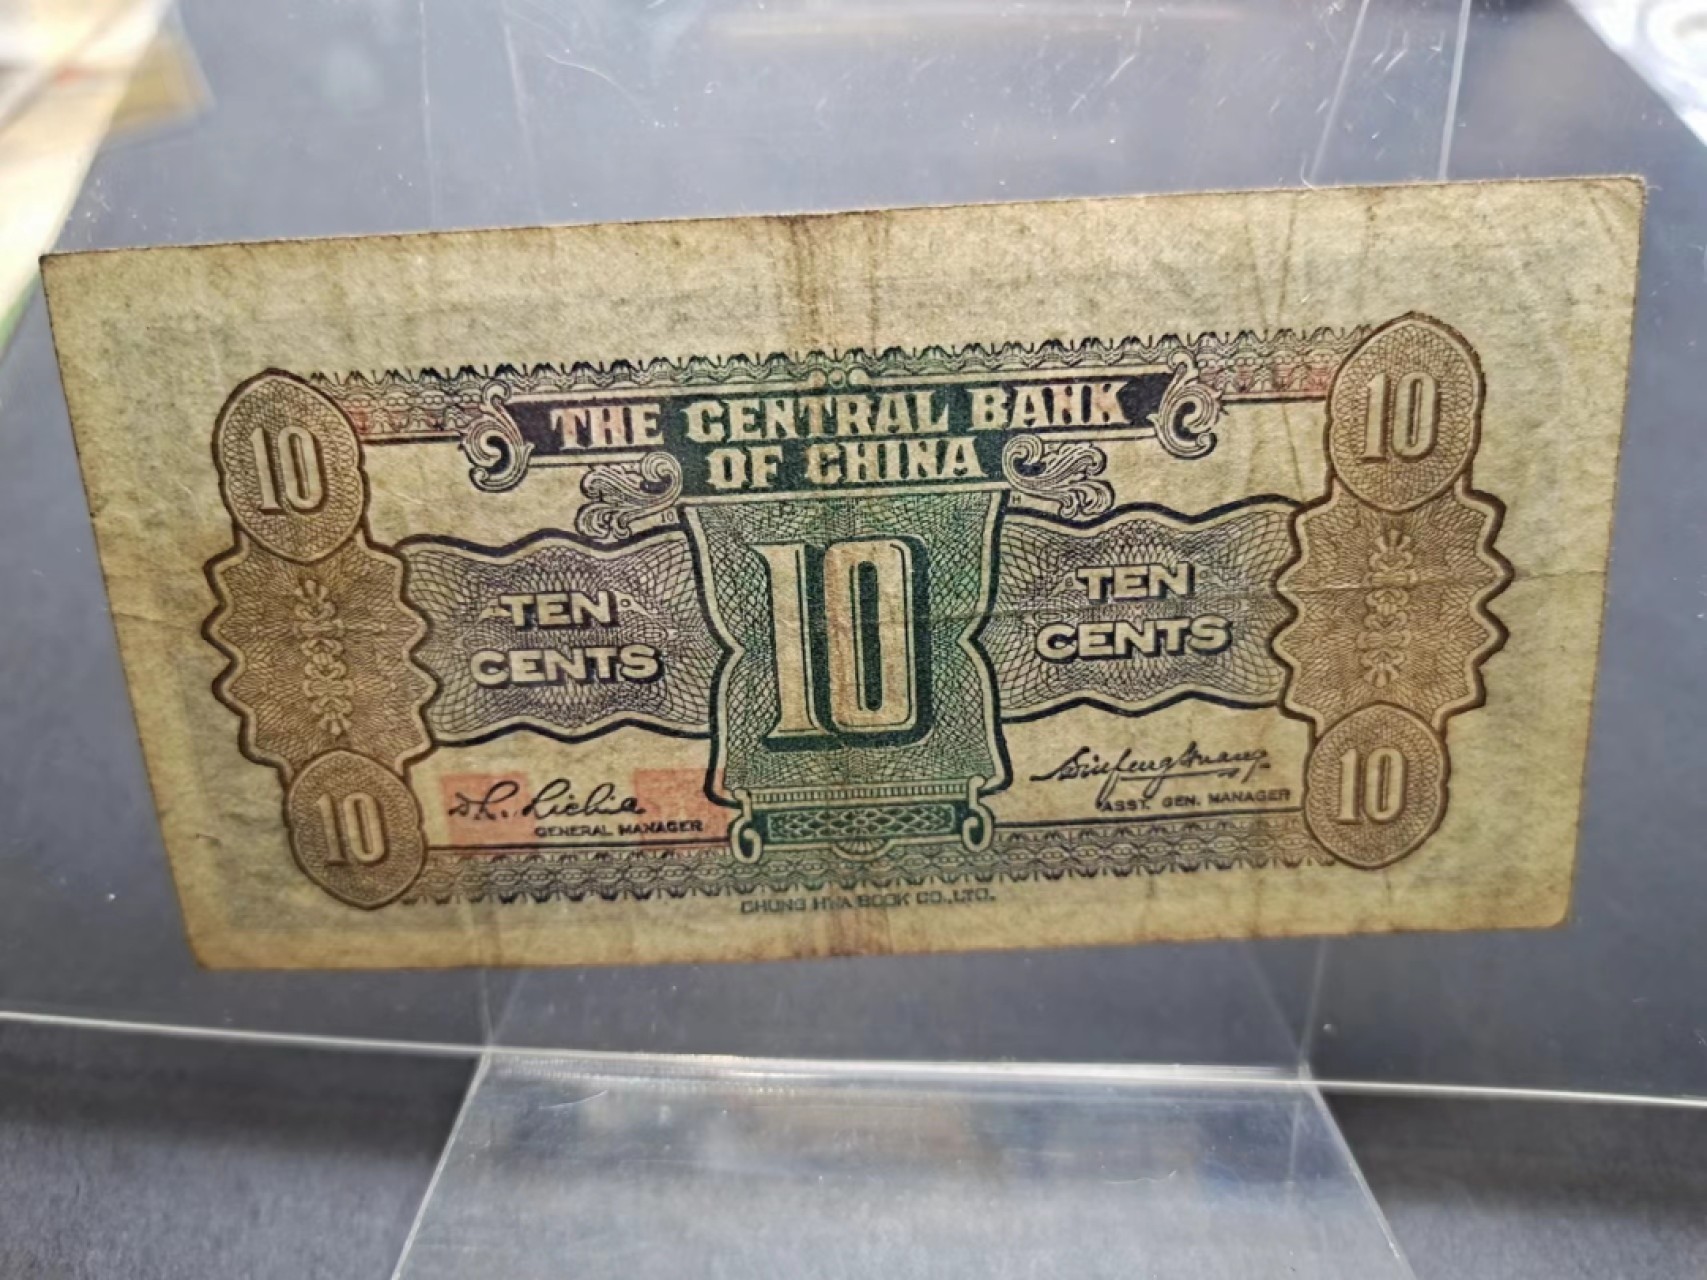 THE CENTRAL BANK
OF CHINA
10
10
TEN
CENTS
10
TEN
CENTS
GENERAL MANAGER
ASST. GEN. MANAGER
10
10
CHUNG HWA BOOK CO., LTD.